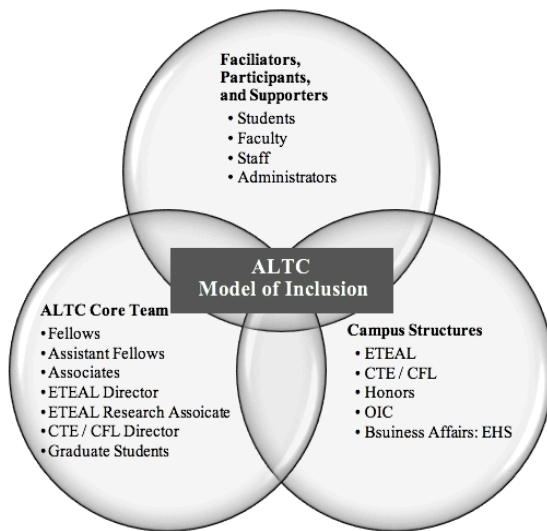 Faciliators,
Participants,
and Supporters
• Students
• Faculty
• Staff
• Administrators
ALTC
Model of Inclusion
ALTC Core Team
• Fellows
• Assistant Fellows
• Associates
• ETEAL Director
• ETEAL Research Assoicate
• CTE / CFL Director
• Graduate Students
Campus Structures
• ETEAL
• CTE / CFL
• Honors
• OIC
• Bsuiness Affairs: EHS